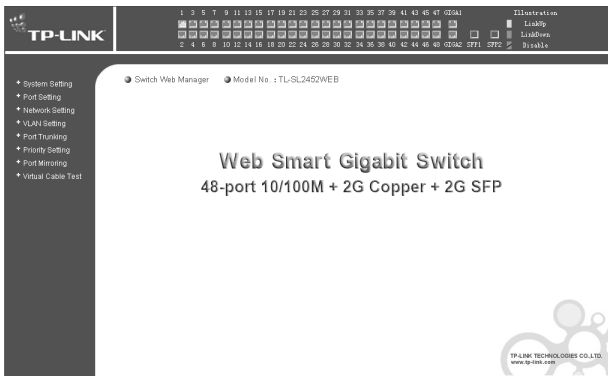 TP-LINK
1 3 5 7 9 11 13 15 17 19 21 23 25 27 29 31 33 35 37 39 41 43 45 47 GIGA1
2 4 6 8 10 12 14 16 18 20 22 24 26 28 30 32 34 36 38 40 42 44 46 48 GIGA2 SFP1 SFP2
Illustration
LinkUp
LinkDown
Disable
System Setting
Port Setting
Network Setting
VLAN Setting
Port Trunking
Priority Setting
Port Mirroring
Virtual Cable Test
Switch Web Manager Model No. : TL-SL2452WEB
Web Smart Gigabit Switch
48-port 10/100M + 2G Copper + 2G SFP
TP-LINK TECHNOLOGIES CO.,LTD.
www.tp-link.com